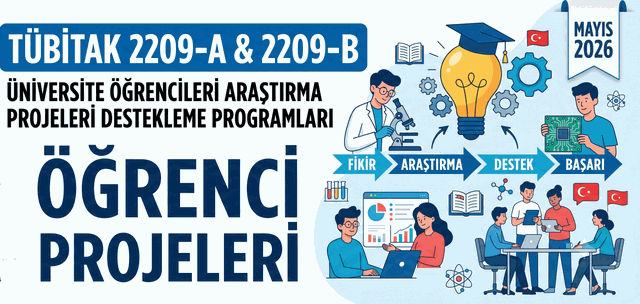 TÜBİTAK 2209-A & 2209-B
ÜNİVERSİTE ÖĞRENCİLERİ ARAŞTIRMA
PROJELERİ DESTEKLEME PROGRAMLARI
ÖĞRENCİ
PROJELERİ
MAYIS
2026
FİKİR
ARAŞTIRMA
DESTEK
BAŞARI